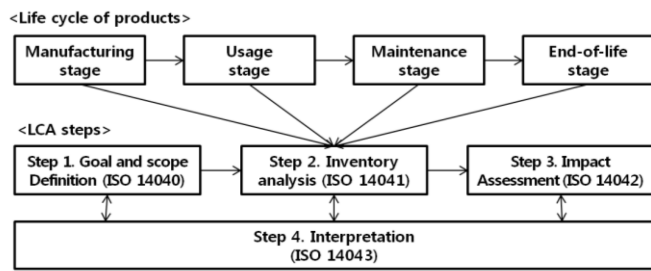 <Life cycle of products>
Manufacturing
stage
Usage
stage
Maintenance
stage
End-of-life
stage
<LCA steps>
Step 1. Goal and scope
Definition (ISO 14040)
Step 2. Inventory
analysis (ISO 14041)
Step 3. Impact
Assessment (ISO 14042)
Step 4. Interpretation
(ISO 14043)